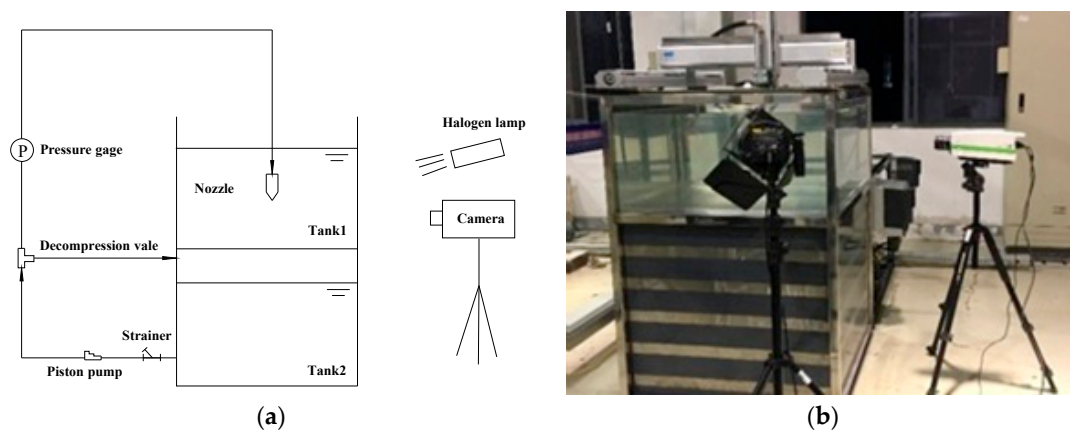 Halogen lamp
P
Pressure gage
Nozzle
Camera
Tank1
Decompression vale
Strainer
Piston pump
Tank2
(a)
(b)